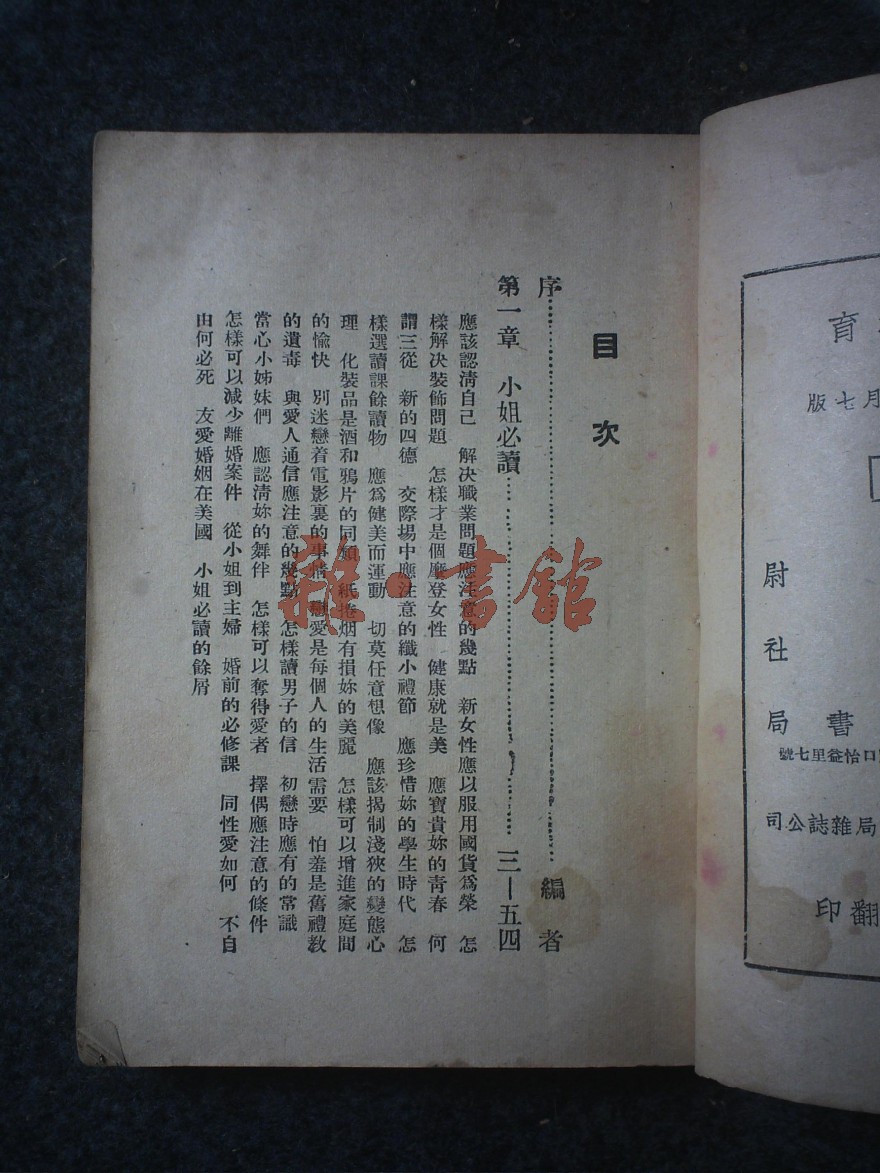 育
月七版
尉社
書局
口怡益里七號
局雜誌公司
翻印
目次
序 編者
第一章 小姐必讀 三—五四
應該認清自己 解決職業問題應注意的幾點 新女性應以服用國貨爲榮 怎
樣解决裝飾問題 怎樣才是個摩登女性 健康就是美 應寶貴妳的青春 何
謂三從 新的四德 交際場中應注意的纖小禮節 應珍惜妳的學生時代 怎
樣選讀課餘讀物 應爲健美而運動 切莫任意想像 應該揭制淺狹的變態心
理 化裝品是酒和鴉片的同類 紙捲烟有損妳的美麗 怎樣可以增進家庭間
的愉快 別迷戀着電影裏的事情 戀愛是每個人的生活需要 怕羞是舊禮教
的遺毒 與愛人通信應注意的幾點 怎樣讀男子的信 初戀時應有的常識
當心小姊妹們 應認淸妳的舞伴 怎樣可以奪得愛者 擇偶應注意的條件
怎樣可以減少離婚案件 從小姐到主婦 婚前的必修課 同性愛如何 不自
由何必死 友愛婚姻在美國 小姐必讀的餘屑
雜·書館